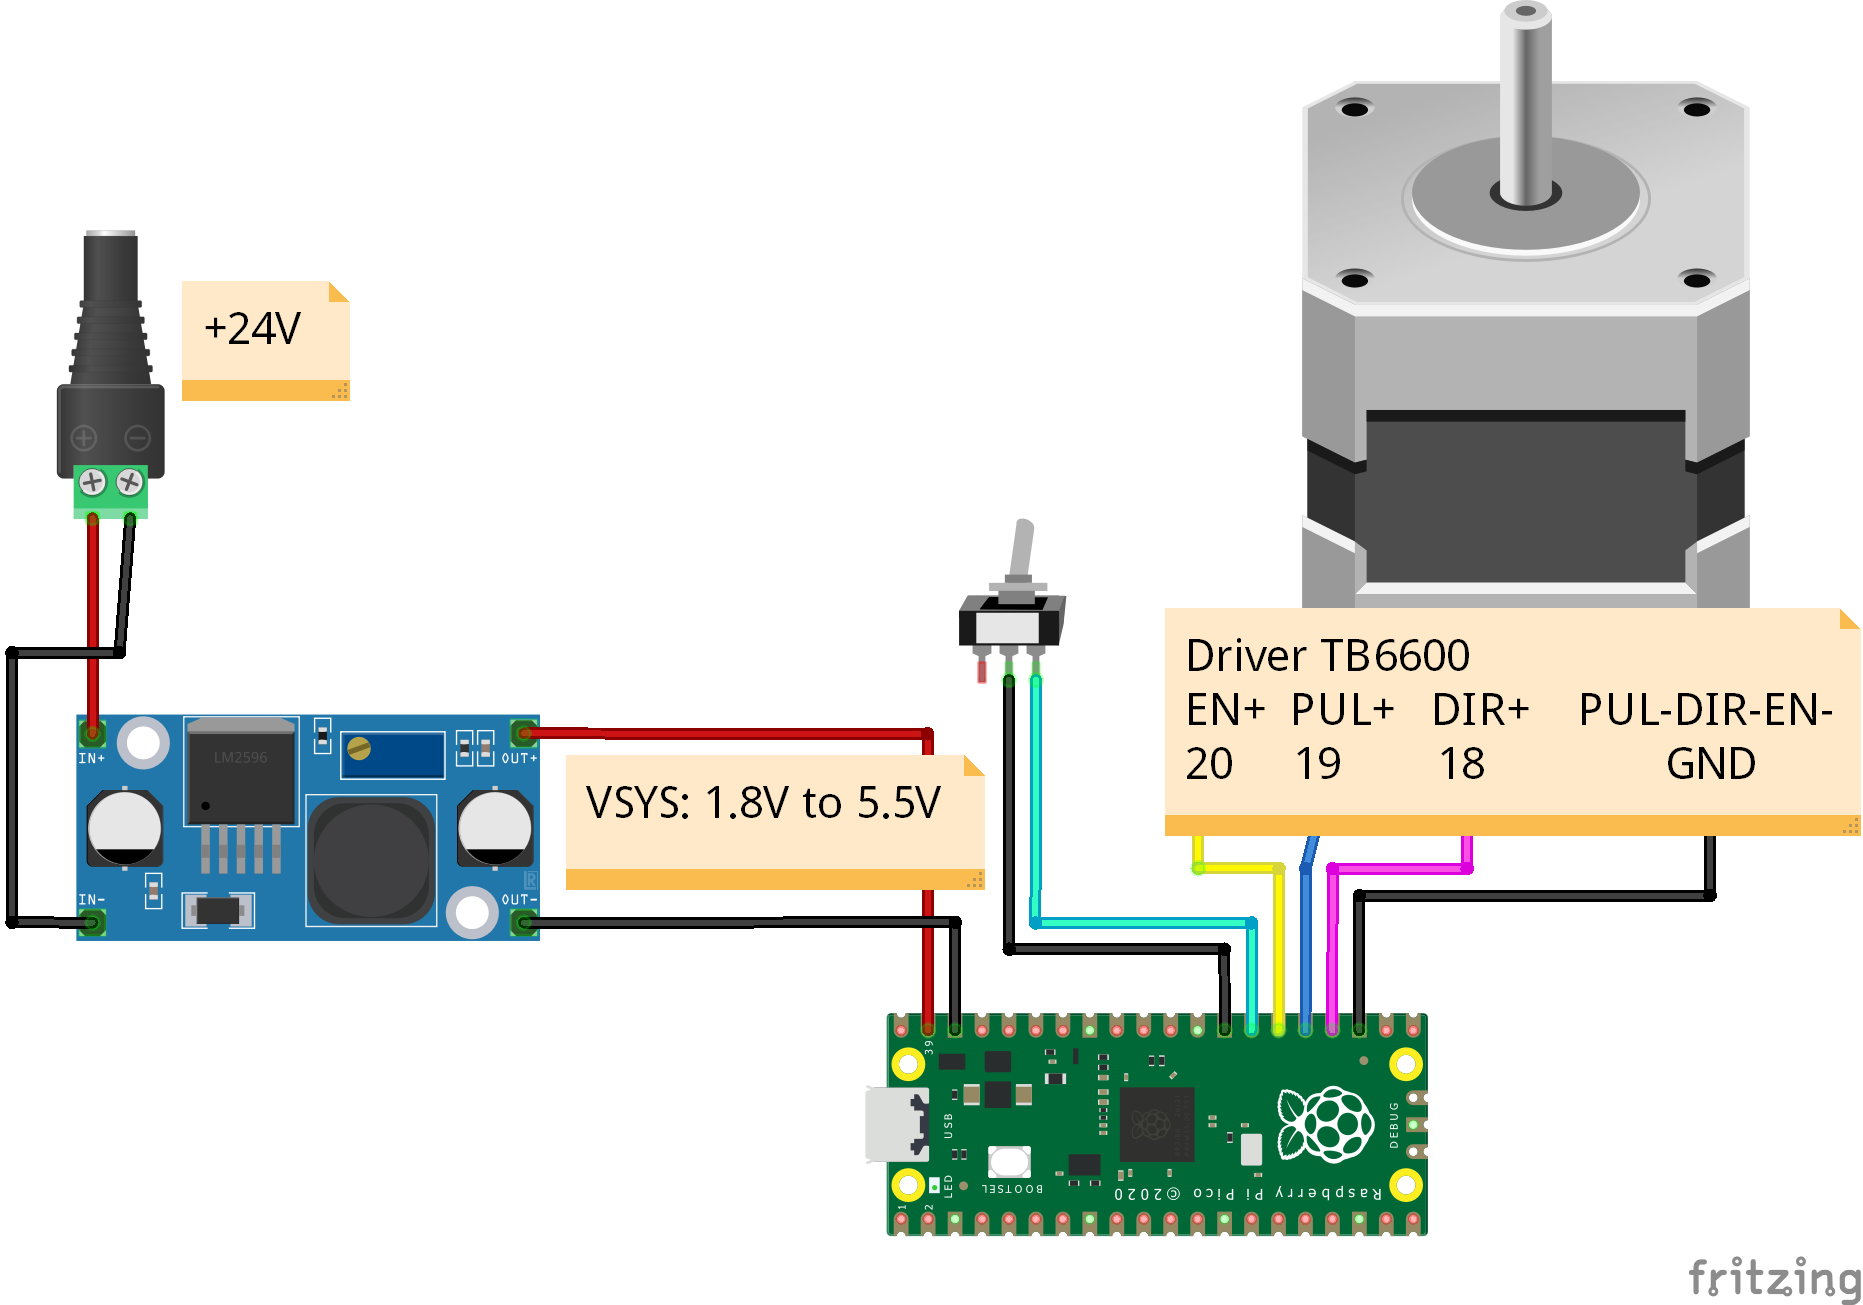 +24V
LM2596
IN+
OUT+
VSYS: 1.8V to 5.5V
IN-
OUT-
Driver TB6600
EN+ PUL+ DIR+ PUL-DIR-EN-
20 19 18 GND
39
USB
DEBUG
BOOTSEL
LED
Raspberry Pi Pico ©2020
1
2
fritzing